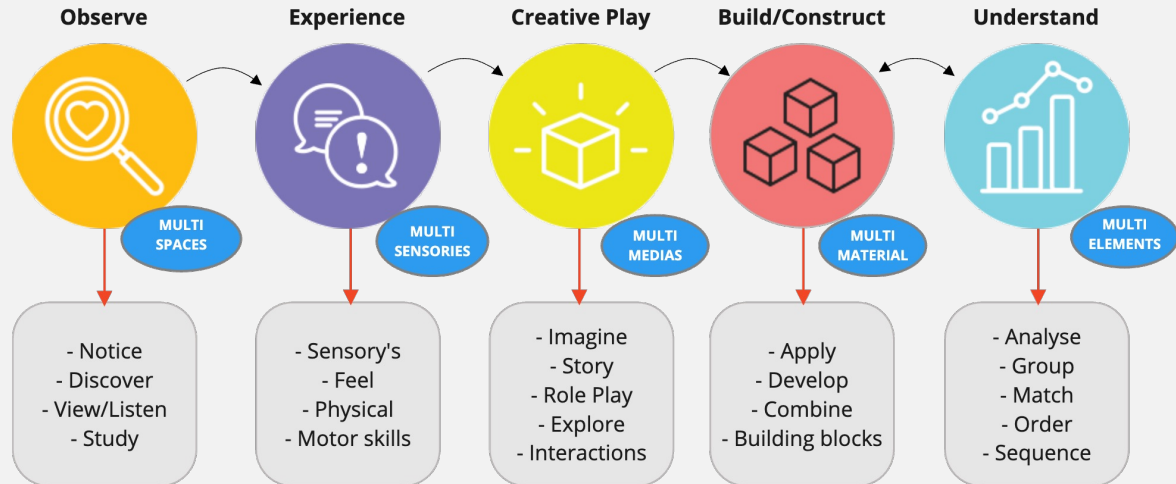 Observe
Experience
Creative Play
Build/Construct
Understand
MULTI
SPACES
MULTI
SENSORIES
MULTI
MEDIAS
MULTI
MATERIAL
MULTI
ELEMENTS
- Notice
- Discover
- View/Listen
- Study
- Sensory's
- Feel
- Physical
- Motor skills
- Imagine
- Story
- Role Play
- Explore
- Interactions
- Apply
- Develop
- Combine
- Building blocks
- Analyse
- Group
- Match
- Order
- Sequence